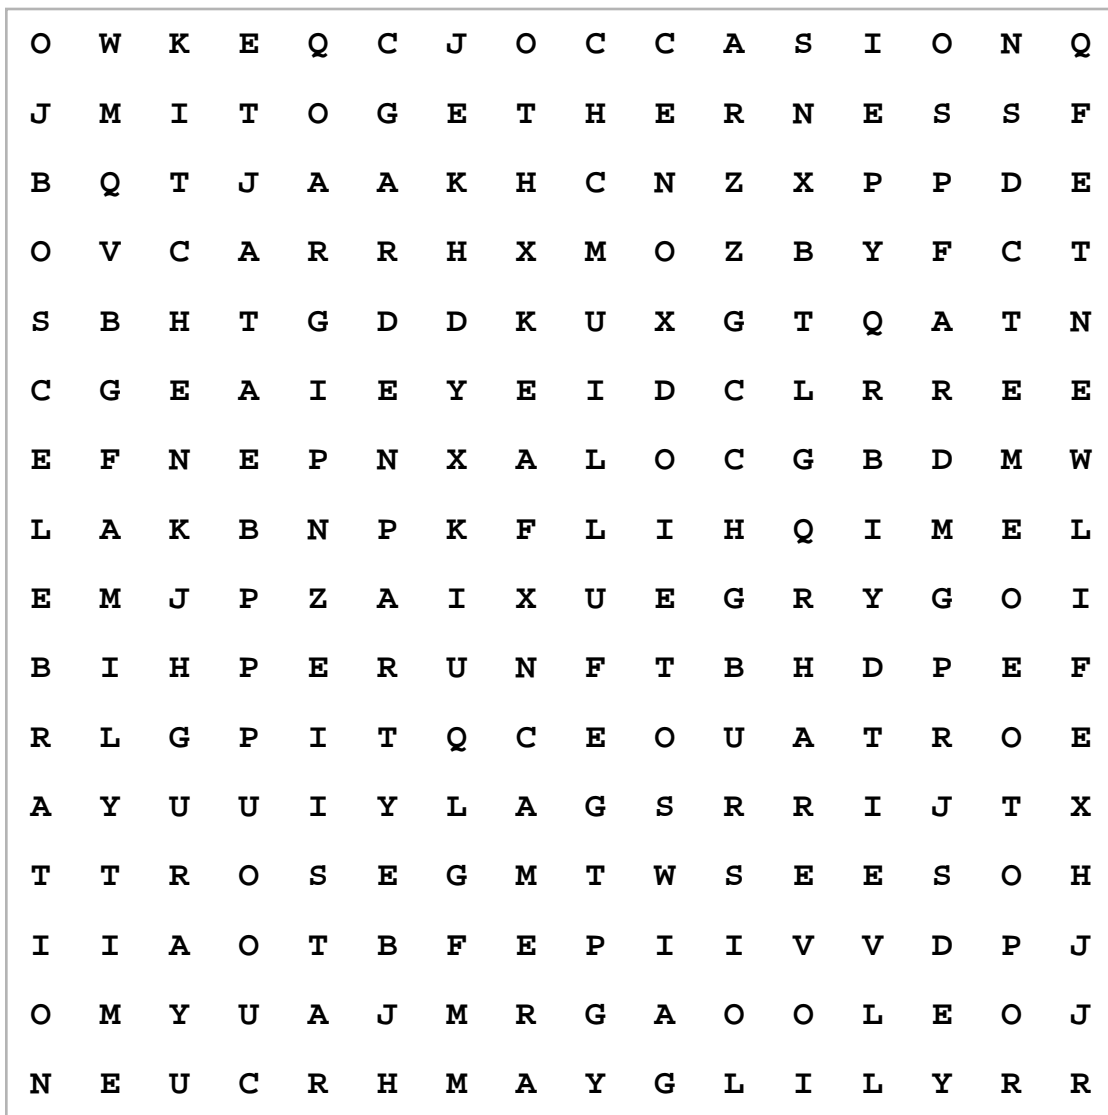 O W K E Q C J O C C A S I O N Q
J M I T O G E T H E R N E S S F
B Q T J A A K H C N Z X P P D E
O V C A R R H X M O Z B Y F C T
S B H T G D D K U X G T Q A T N
C G E A I E Y E I D C L R R E E
E F N E P N X A L O C G B D M W
L A K B N P K F L I H Q I M E L
E M J P Z A I X U E G R Y G O I
B I H P E R U N F T B H D P E F
R L G P I T Q C E O U A T R O E
A Y U U I Y L A G S R R I J T X
T T R O S E G M T W S E E S O H
I I A O T B F E P I I V V D P J
O M Y U A J M R G A O O L E O J
N E U C R H M A Y G L I L Y R R